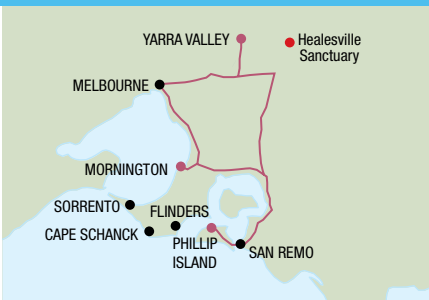 YARRA VALLEY
Healesville
Sanctuary
MELBOURNE
MORNINGTON
SORRENTO
FLINDERS
CAPE SCHANCK
PHILLIP
ISLAND
SAN REMO